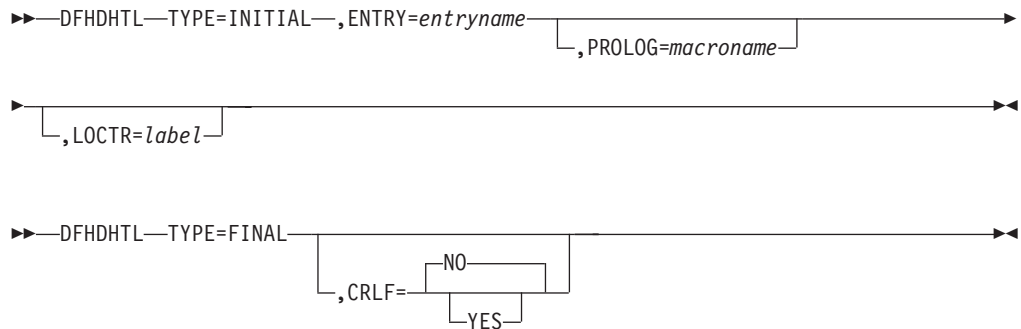 DFHDHTL TYPE=INITIAL ,ENTRY=entryname
,PROLOG=macroname
,LOCTR=label
DFHDHTL TYPE=FINAL
NO
,CRLF=
YES